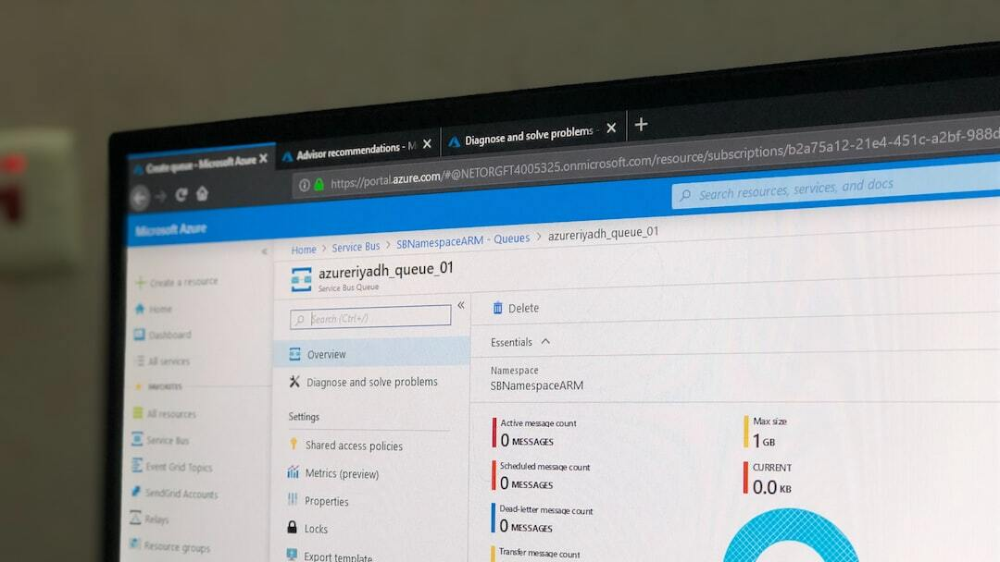 Create queue - Microsoft Azure
Advisor recommendations - M
Diagnose and solve problems -
https://portal.azure.com/#@NETORGFT4005325.onmicrosoft.com/resource/subscriptions/b2a75a12-21e4-451c-a2bf-988d
Microsoft Azure
Search resources, services, and docs
Home > Service Bus > SBNamespaceARM - Queues > azureriyadh_queue_01
azureriyadh_queue_01
Service Bus Queue
Create a resource
Home
Dashboard
All services
FAVORITES
All resources
Service Bus
Event Grid Topics
SendGrid Accounts
Relays
Resource groups
Search (Ctrl+/)
Overview
Diagnose and solve problems
Settings
Shared access policies
Metrics (preview)
Properties
Locks
Export template
Delete
Essentials
Namespace
SBNamespaceARM
Active message count
0 MESSAGES
Scheduled message count
0 MESSAGES
Dead-letter message count
0 MESSAGES
Transfer message count
Max size
1 GB
CURRENT
0.0 KB